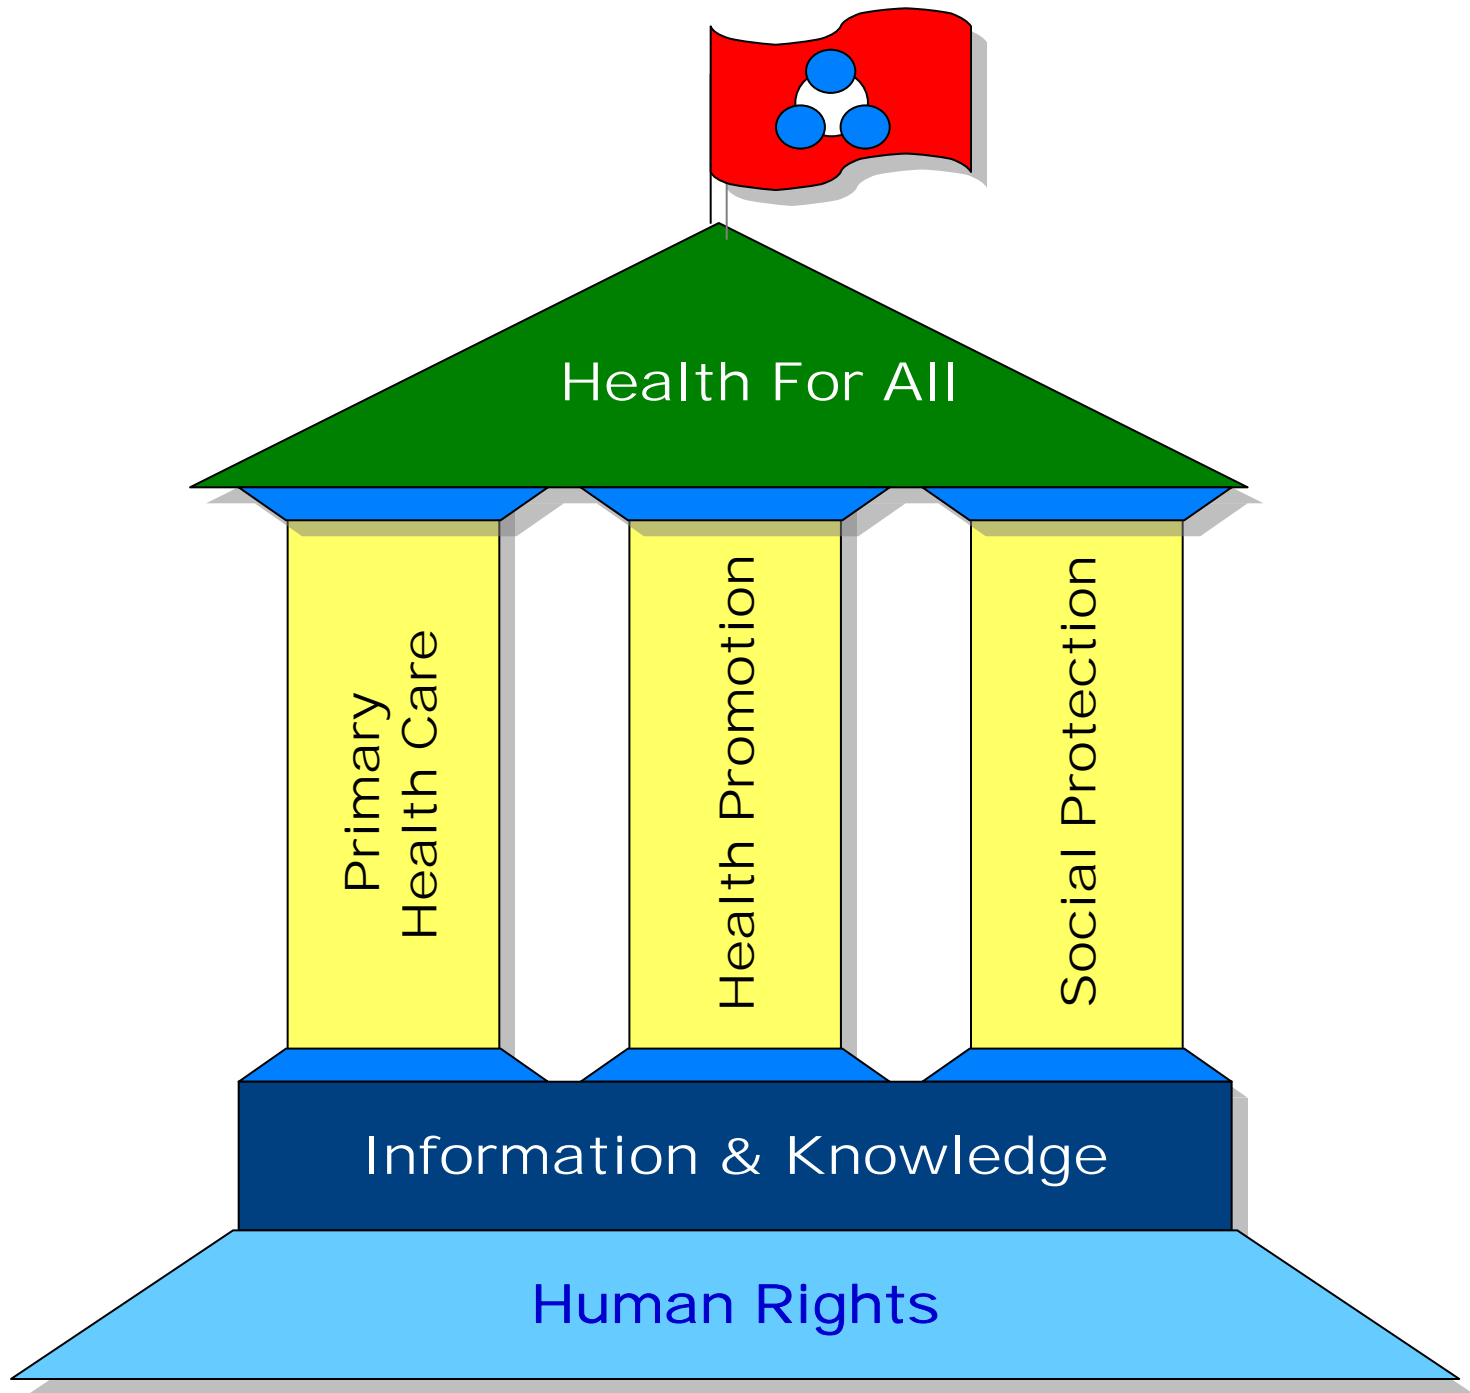 Health For All
Primary
Health Care
Health Promotion
Social Protection
Information & Knowledge
Human Rights